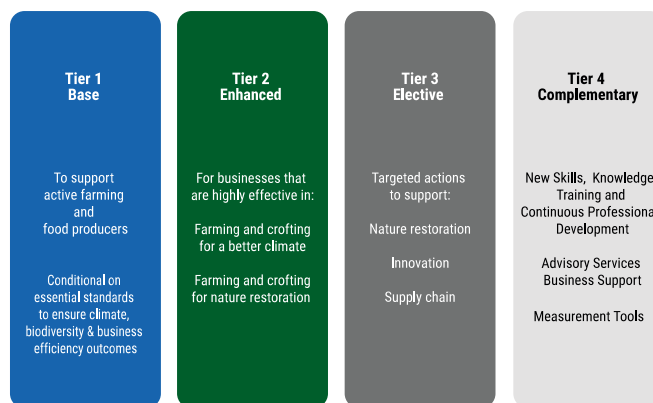 Tier 1
Base
To support
active farming
and
food producers
Conditional on
essential standards
to ensure climate,
biodiversity & business
efficiency outcomes
Tier 2
Enhanced
For businesses that
are highly effective in:
Farming and crofting
for a better climate
Farming and crofting
for nature restoration
Tier 3
Elective
Targeted actions
to support:
Nature restoration
Innovation
Supply chain
Tier 4
Complementary
New Skills, Knowledge
Training and
Continuous Professional
Development
Advisory Services
Business Support
Measurement Tools